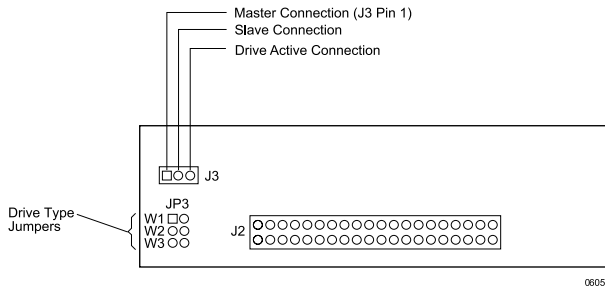 Master Connection (J3 Pin 1)
Slave Connection
Drive Active Connection
J3
JP3
Drive Type
Jumpers
W1
W2
W3
J2
0605